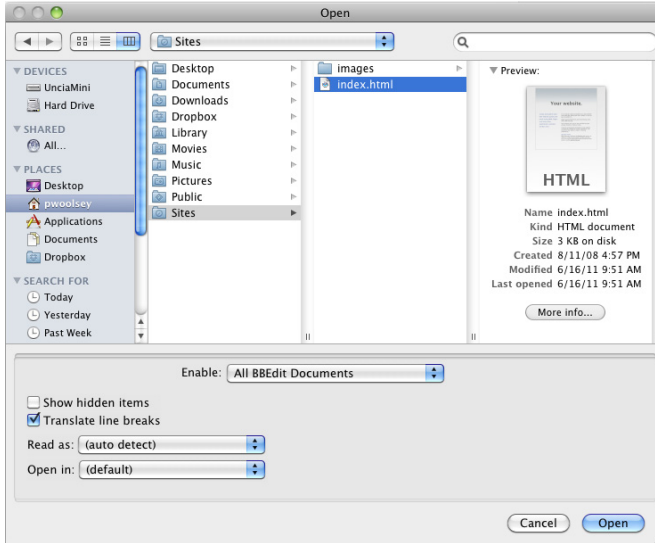 Open
Sites
DEVICES
UnciaMini
Hard Drive
SHARED
All...
PLACES
Desktop
pwoolsey
Applications
Documents
Dropbox
SEARCH FOR
Today
Yesterday
Past Week
Desktop
Documents
Downloads
Dropbox
Library
Movies
Music
Pictures
Public
Sites
images
index.html
Preview:
Your website.
HTML
Name index.html
Kind HTML document
Size 3 KB on disk
Created 8/11/08 4:57 PM
Modified 6/16/11 9:51 AM
Last opened 6/16/11 9:51 AM
More info...
Enable: All BBEdit Documents
Show hidden items
Translate line breaks
Read as: (auto detect)
Open in: (default)
Cancel Open